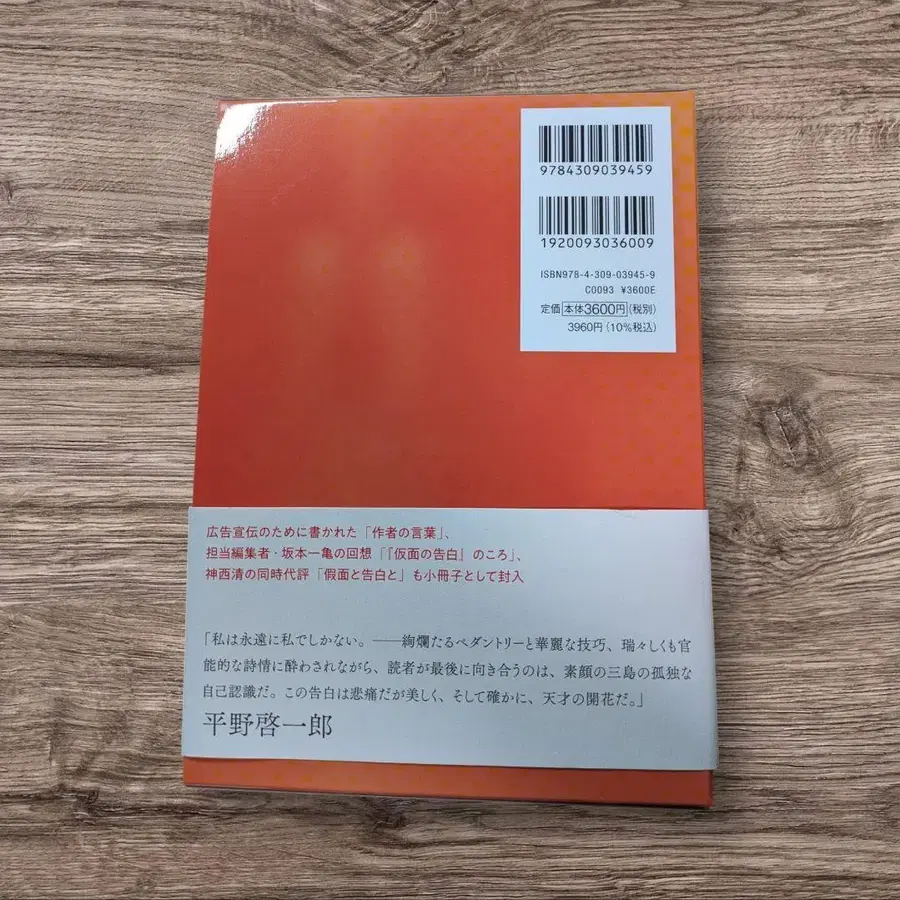 9784309039459
1920093036009
ISBN978-4-309-03945-9
C0093 ¥3600E
定価 本体3600円 (税別)
3960円 (10%税込)
広告宣伝のために書かれた「作者の言葉」、
担当編集者・坂本一亀の回想「『仮面の告白』のころ」、
神西清の同時代評「假面と告白と」も小冊子として封入
「私は永遠に私でしかない。――絢爛たるペダントリーと華麗な技巧、瑞々しくも官
能的な詩情に酔わされながら、読者が最後に向き合うのは、素顔の三島の孤独な
自己認識だ。この告白は悲痛だが美しく、そして確かに、天才の開花だ。」
平野啓一郎